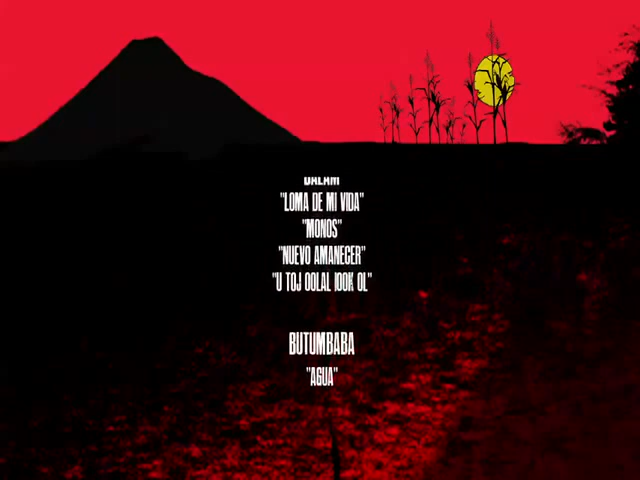 "LOMA DE MI VIDA"
"MONOS"
"NUEVO AMANECER"
"U TOJ OOLAL IOOK OL"
BUTUMBABA
"AGUA"